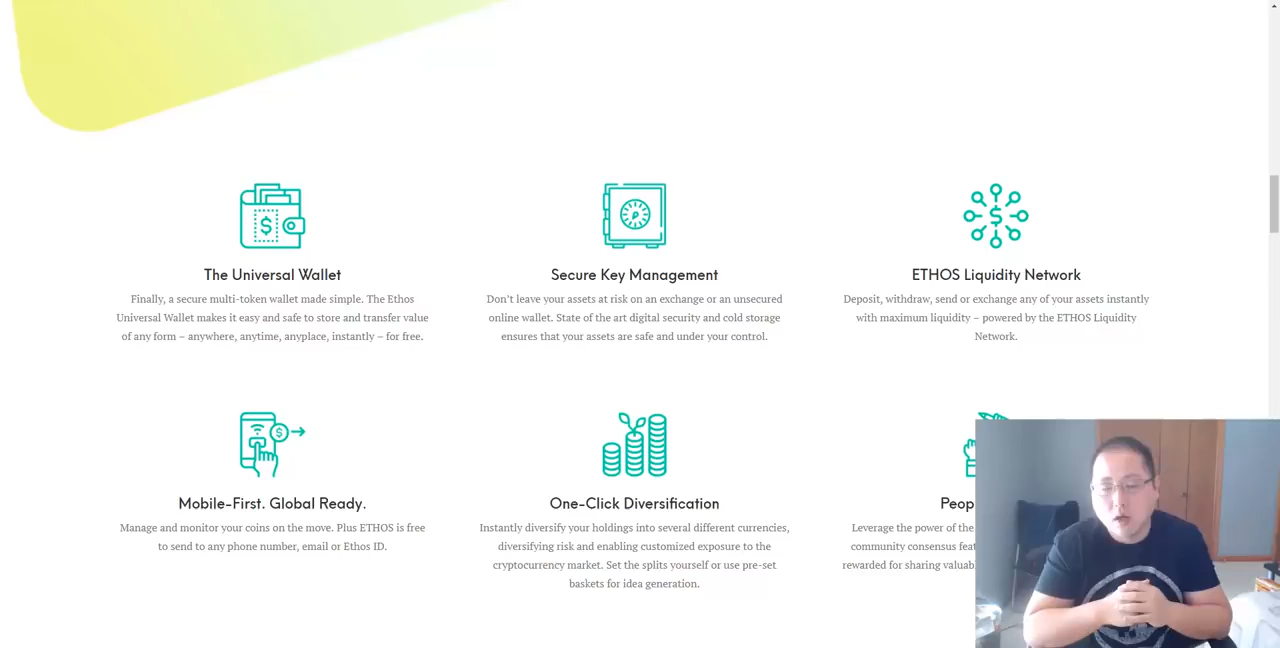 The Universal Wallet
Finally, a secure multi-token wallet made simple. The Ethos
Universal Wallet makes it easy and safe to store and transfer value
of any form – anywhere, anytime, anyplace, instantly – for free.
Secure Key Management
Don't leave your assets at risk on an exchange or an unsecured
online wallet. State of the art digital security and cold storage
ensures that your assets are safe and under your control.
ETHOS Liquidity Network
Deposit, withdraw, send or exchange any of your assets instantly
with maximum liquidity – powered by the ETHOS Liquidity
Network.
Mobile-First. Global Ready.
Manage and monitor your coins on the move. Plus ETHOS is free
to send to any phone number, email or Ethos ID.
One-Click Diversification
Instantly diversify your holdings into several different currencies,
diversifying risk and enabling customized exposure to the
cryptocurrency market. Set the splits yourself or use pre-set
baskets for idea generation.
Leverage the power of the
community consensus
rewarded for sharing